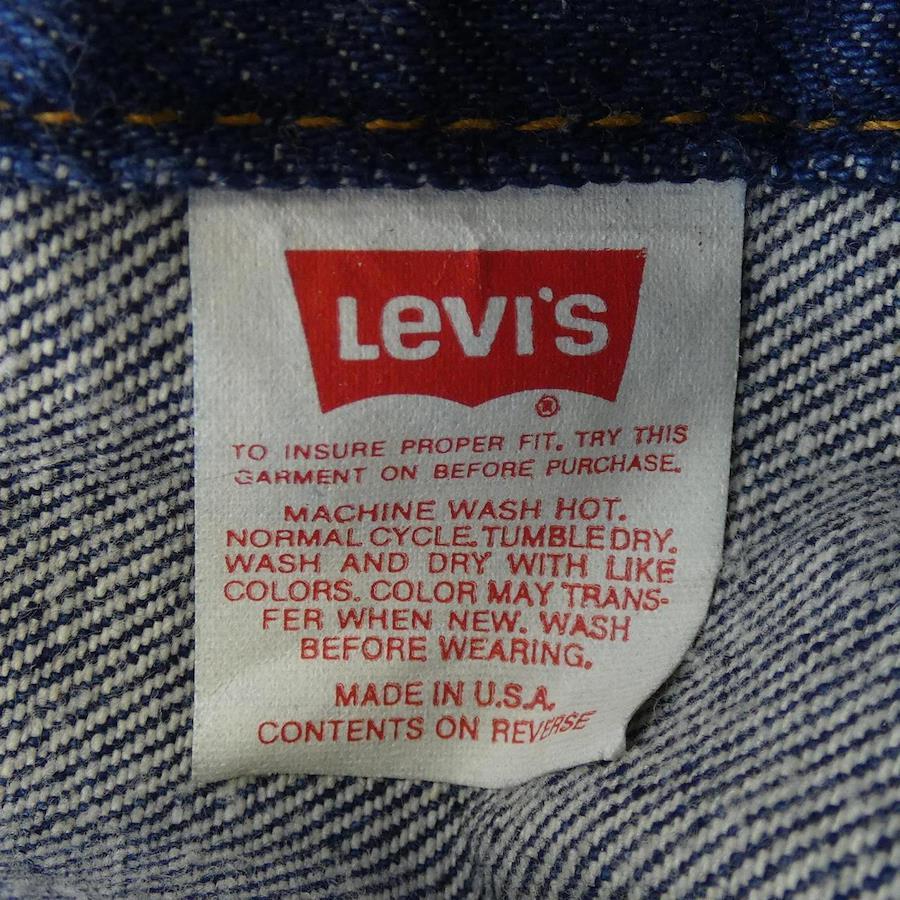 LEVI'S
®
TO INSURE PROPER FIT, TRY THIS
GARMENT ON BEFORE PURCHASE.
MACHINE WASH HOT.
NORMAL CYCLE. TUMBLE DRY.
WASH AND DRY WITH LIKE
COLORS. COLOR MAY TRANS-
FER WHEN NEW. WASH
BEFORE WEARING.
MADE IN U.S.A.
CONTENTS ON REVERSE